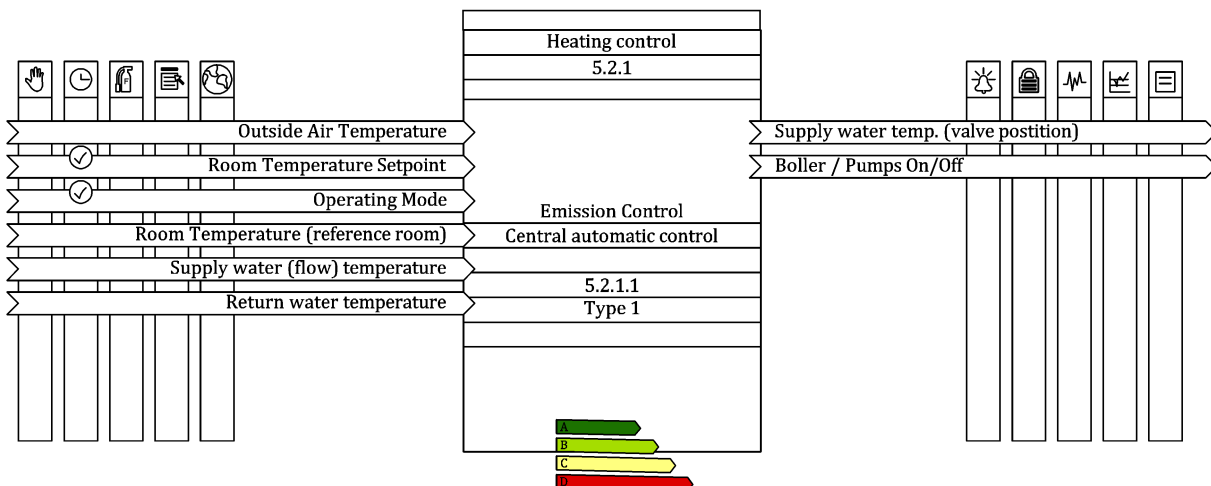 Heating control
5.2.1
F
Outside Air Temperature
Supply water temp. (valve postition)
Room Temperature Setpoint
Boller / Pumps On/Off
Operating Mode
Emission Control
Room Temperature (reference room)
Central automatic control
Supply water (flow) temperature
5.2.1.1
Return water temperature
Type 1
A
B
C
D